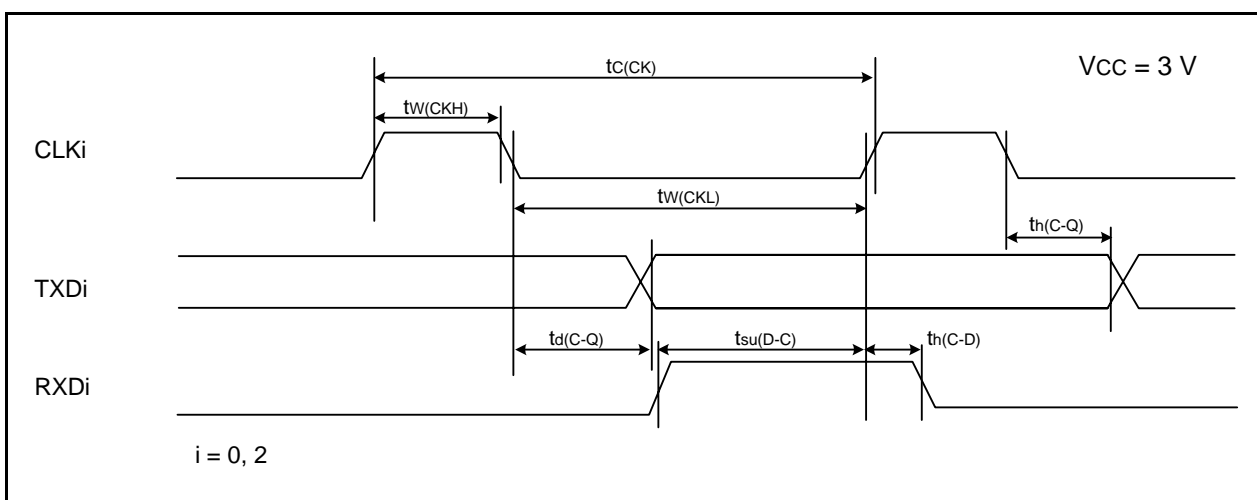 tC(CK)
VCC = 3 V
tW(CKH)
CLKi
tW(CKL)
th(C-Q)
TXDi
td(C-Q)
tsu(D-C)
th(C-D)
RXDi
i = 0, 2